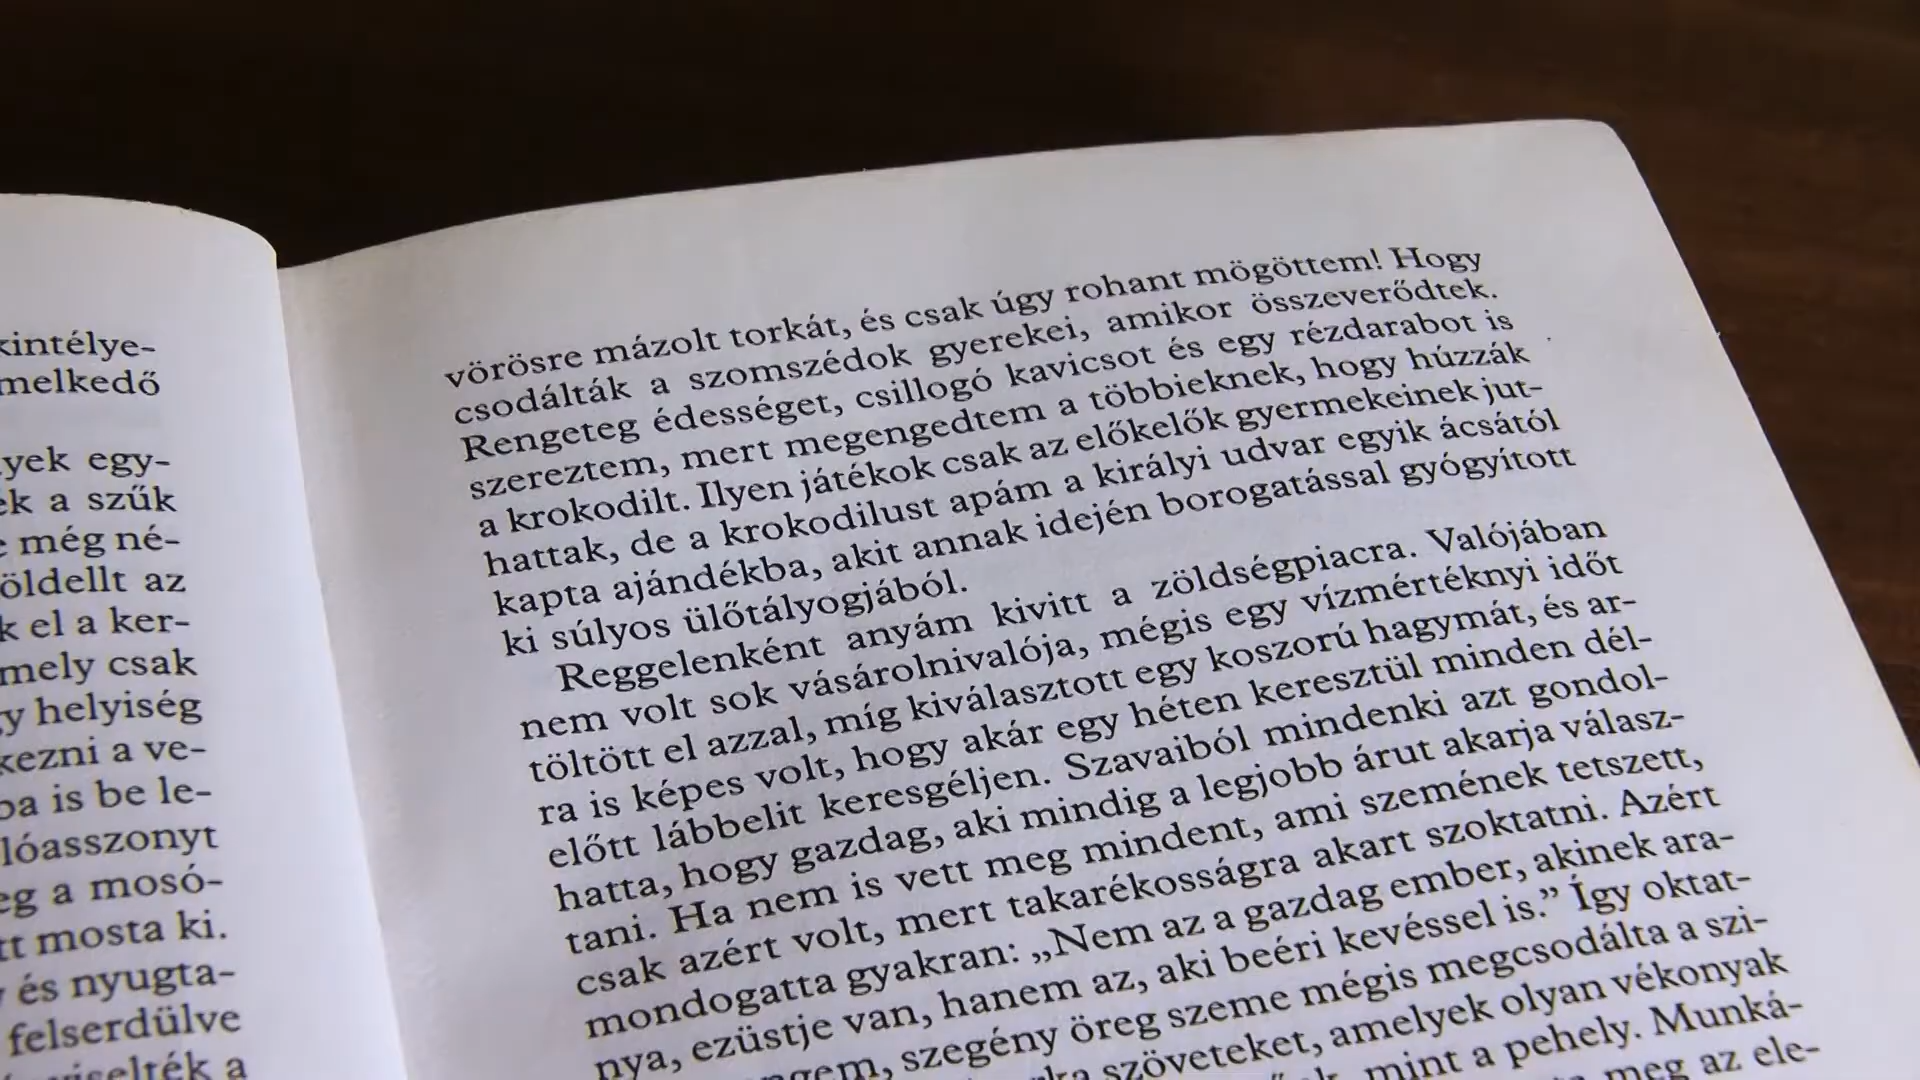 kintélye-
melkedő
yek egy-
ek a szűk
még né-
öldellt az
k el a ker-
mely csak
y helyiség
kezni a ve-
ba is be le-
lóasszonyt
eg a mosó-
tt mosta ki.
és nyugta-
felserdülve
viselték a
vörösre mázolt torkát, és csak úgy rohant mögöttem! Hogy
csodálták a szomszédok gyerekei, amikor összeverődtek.
Rengeteg édességet, csillogó kavicsot és egy rézdarabot is
szereztem, mert megengedtem a többieknek, hogy húzzák
a krokodilt. Ilyen játékok csak az előkelők gyermekeinek jut-
hattak, de a krokodilust apám a királyi udvar egyik ácsától
kapta ajándékba, akit annak idején borogatással gyógyított
ki súlyos ülőtályogjából.
Reggelenként anyám kivitt a zöldségpiacra. Valójában
nem volt sok vásárolnivalója, mégis egy vízmértéknyi időt
töltött el azzal, míg kiválasztott egy koszorú hagymát, és ar-
ra is képes volt, hogy akár egy héten keresztül minden dél-
előtt lábbelit keresgéljen. Szavaiból mindenki azt gondol-
hatta, hogy gazdag, aki mindig a legjobb árut akarja válasz-
tani. Ha nem is vett meg mindent, ami szemének tetszett,
csak azért volt, mert takarékosságra akart szoktatni. Azért
mondogatta gyakran: „Nem az a gazdag ember, akinek ara-
nya, ezüstje van, hanem az, aki beéri kevéssel is.” Így oktat-
ngem, szegény öreg szeme mégis megcsodálta a szi-
szöveteket, amelyek olyan vékonyak
mint a pehely. Munká-
meg az ele-